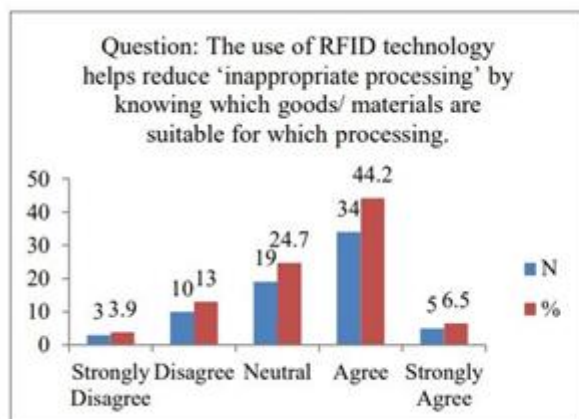 Question: The use of RFID technology
helps reduce ‘inappropriate processing’ by
knowing which goods/ materials are
suitable for which processing.
50
40
30
20
10
0
3 3.9
10 13
19 24.7
34 44.2
5 6.5
Strongly Disagree
Disagree
Neutral
Agree
Strongly Agree
N
%